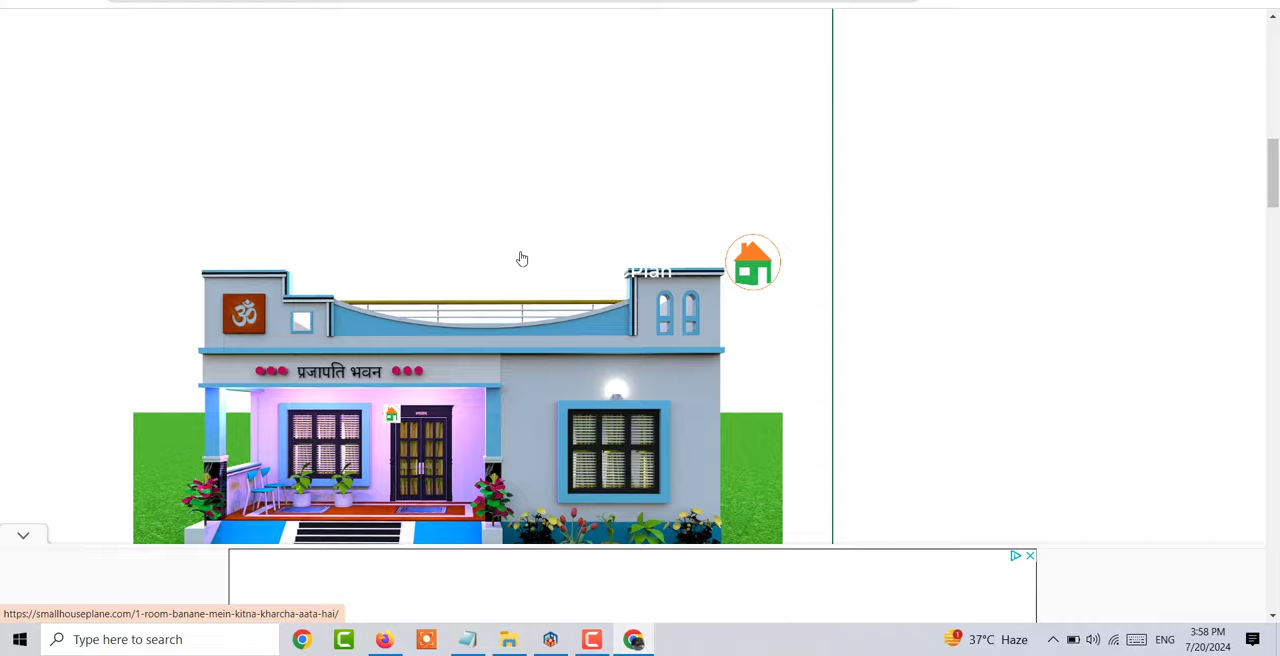 Plan
प्रजापति भवन
https://smallhouseplane.com/1-room-banane-mein-kitna-kharcha-aata-hai/
Type here to search
1
37°C Haze
ENG
3:58 PM
7/20/2024